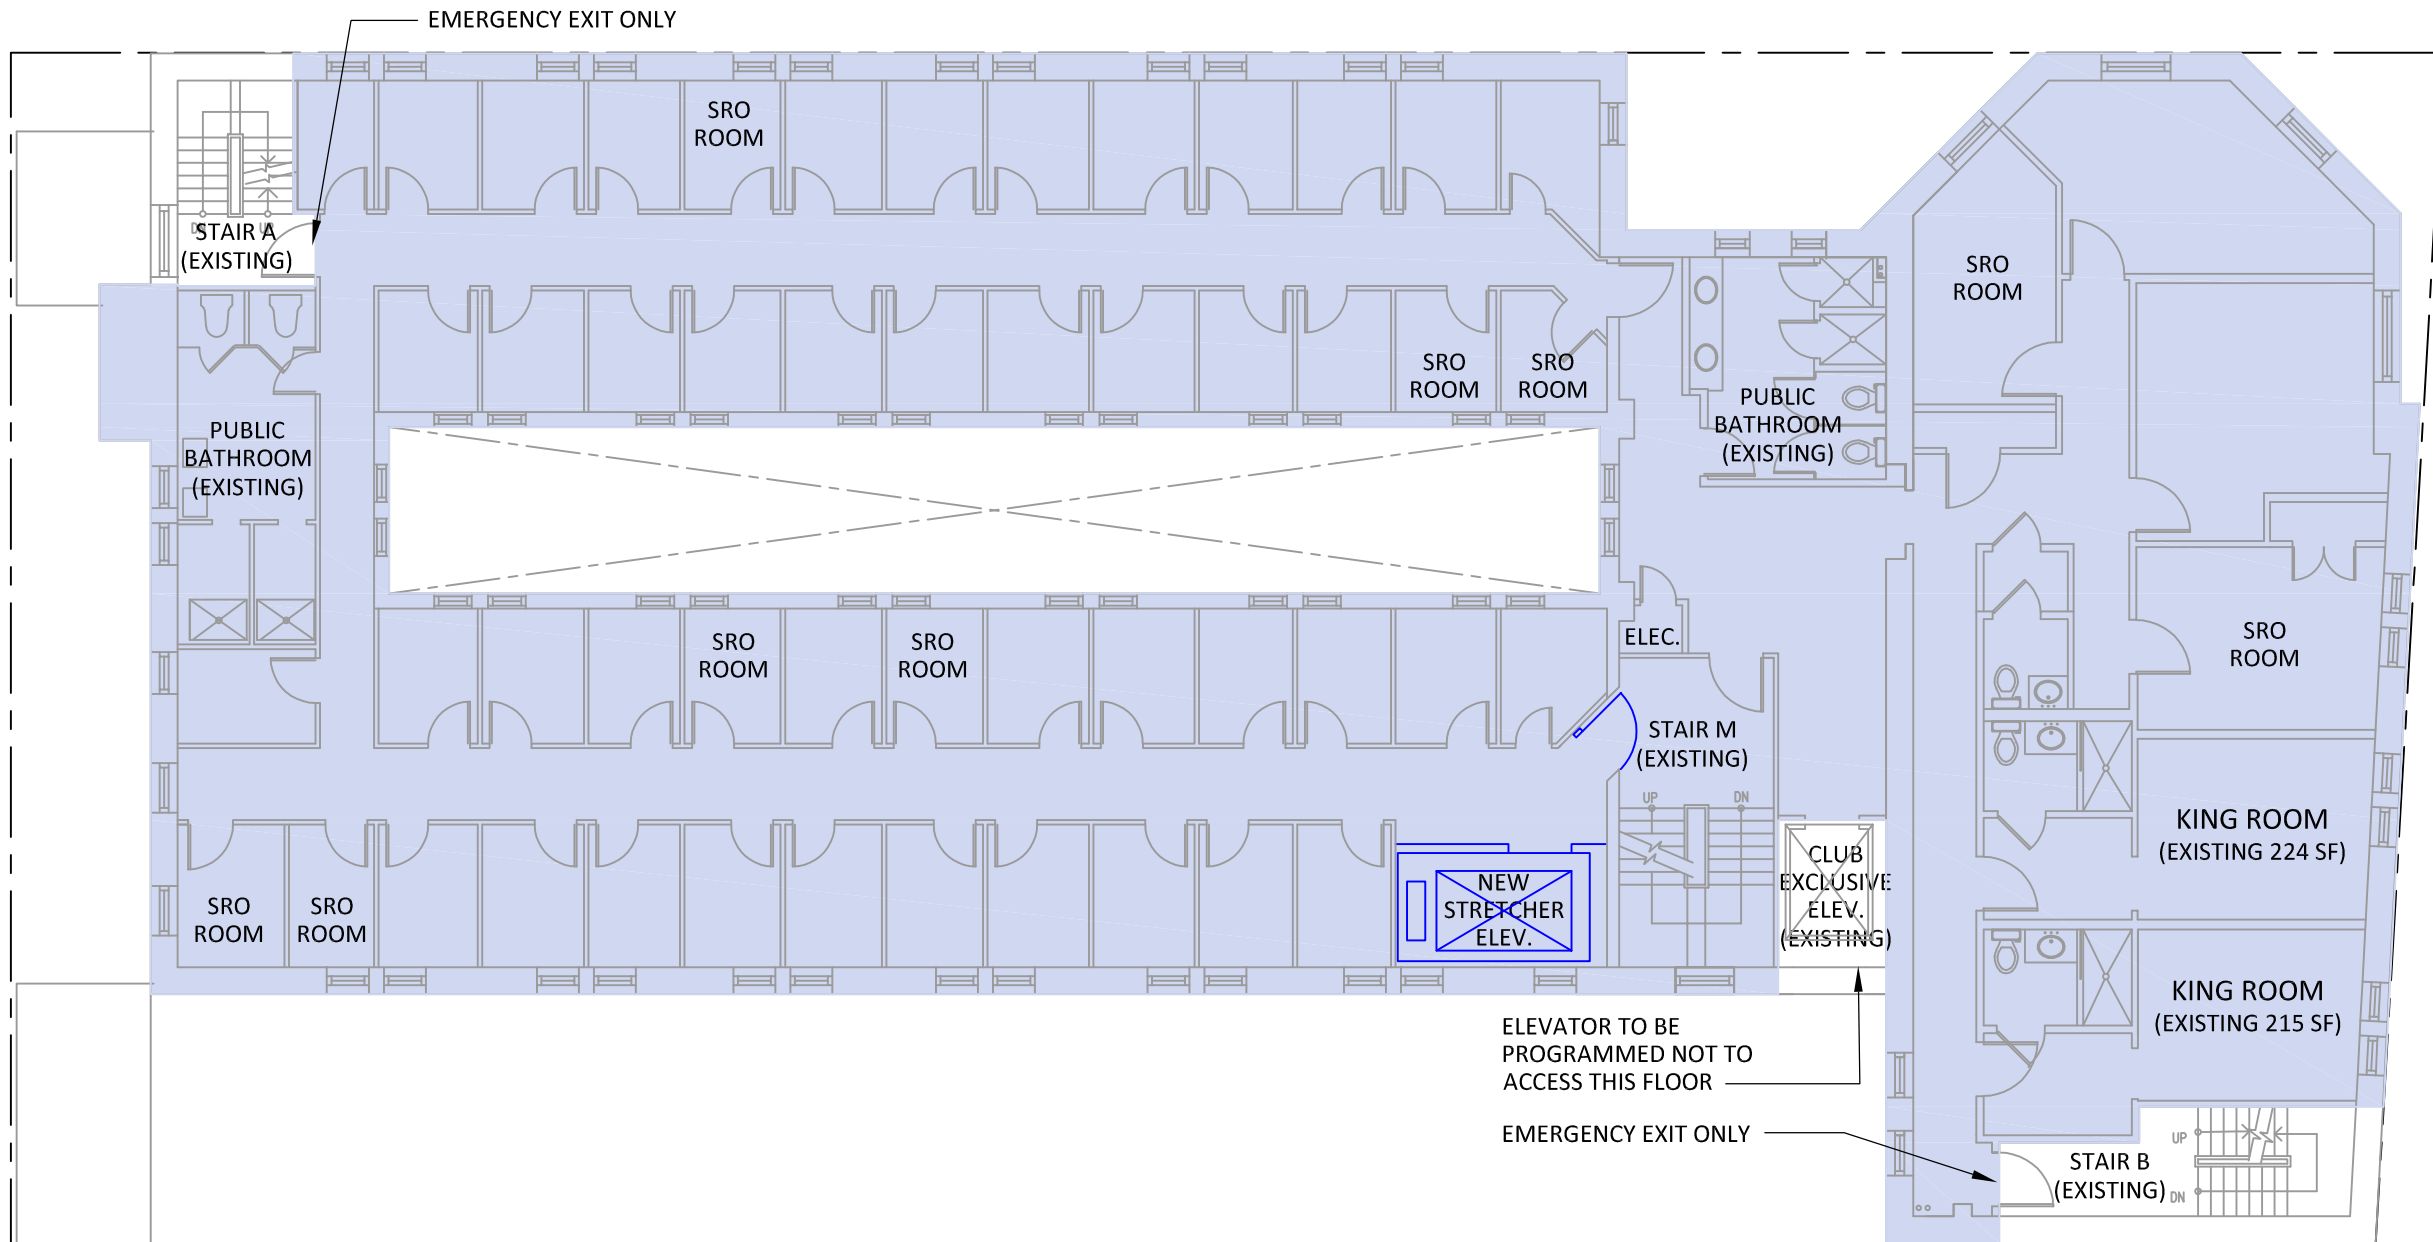 EMERGENCY EXIT ONLY
SRO
ROOM
DN
UP
STAIR A
(EXISTING)
SRO
ROOM
SRO
ROOM
SRO
ROOM
PUBLIC
BATHROOM
(EXISTING)
PUBLIC
BATHROOM
(EXISTING)
SRO
ROOM
SRO
ROOM
ELEC.
SRO
ROOM
STAIR M
(EXISTING)
UP
DN
KING ROOM
(EXISTING 224 SF)
CLUB
EXCLUSIVE
ELEV.
(EXISTING)
NEW
STRETCHER
ELEV.
SRO
ROOM
SRO
ROOM
KING ROOM
(EXISTING 215 SF)
ELEVATOR TO BE
PROGRAMMED NOT TO
ACCESS THIS FLOOR
EMERGENCY EXIT ONLY
UP
STAIR B
(EXISTING)
DN